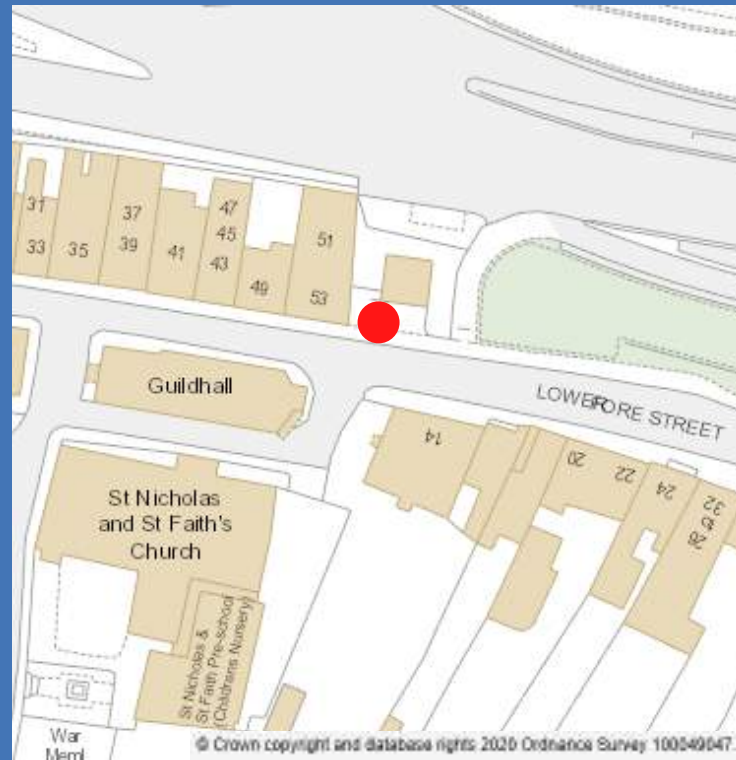 31
33
35
37
39
41
47
45
43
49
51
53
Guildhall
LOWER FORE STREET
14
20
22
24
32
26
St Nicholas
and St Faith's
Church
St Nicholas &
St Faith Pre-school
(Childrens Nursery)
War
Meml
© Crown copyright and database rights 2020 Ordnance Survey 100049047.